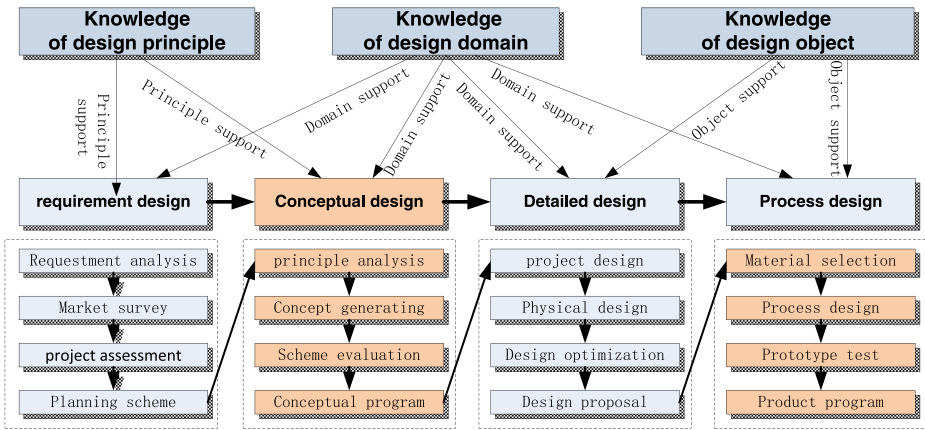 Knowledge
of design principle
Knowledge
of design domain
Knowledge
of design object
Principle
support
Principle support
Domain support
Domain support
Domain support
Domain support
Object support
Object support
requirement design
Conceptual design
Detailed design
Process design
Requestment analysis
Market survey
project assessment
Planning scheme
principle analysis
Concept generating
Scheme evaluation
Conceptual program
project design
Physical design
Design optimization
Design proposal
Material selection
Process design
Prototype test
Product program